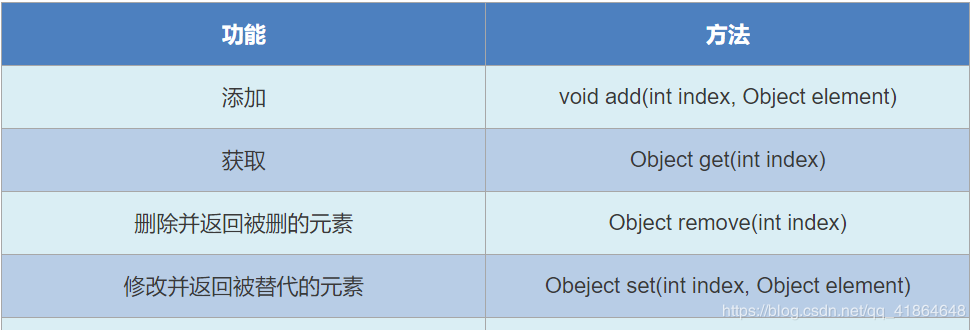 功能 方法
添加 void add(int index, Object element)
获取 Object get(int index)
删除并返回被删的元素 Object remove(int index)
修改并返回被替代的元素 Obeject set(int index, Object element)
https://blog.csdn.net/qq_41864648